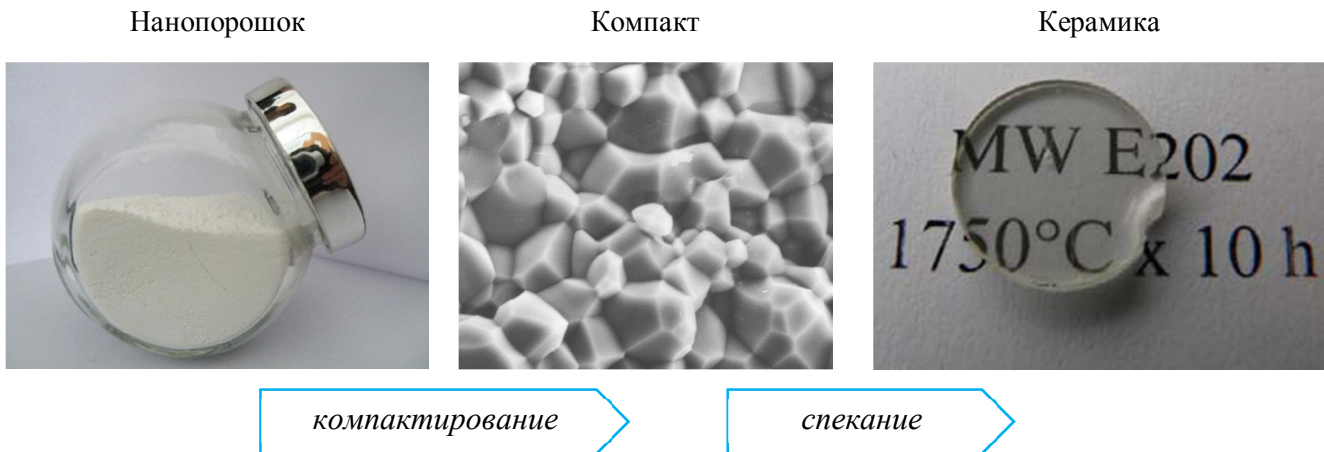 Нанопорошок
Компакт
Керамика
MW E202
1750°C x 10 h
компактирование
спекание